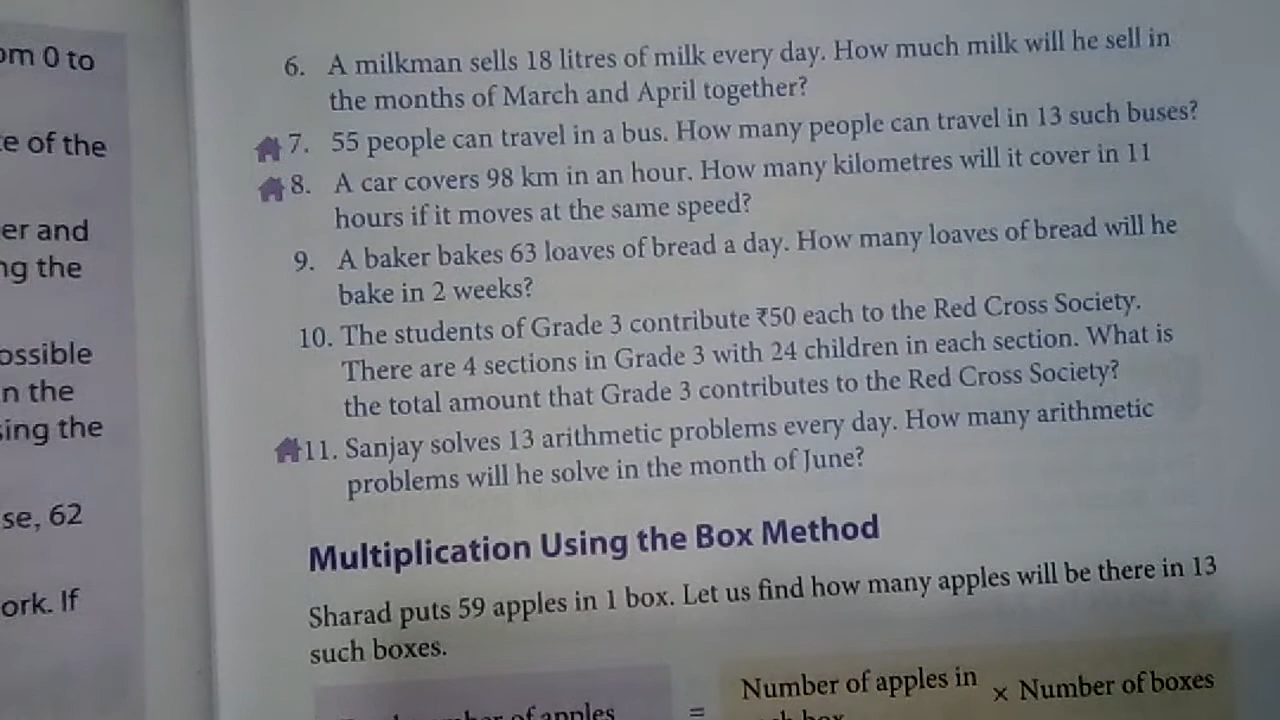 om 0 to
e of the
er and
ng the
ossible
n the
sing the
se, 62
ork. If
6. A milkman sells 18 litres of milk every day. How much milk will he sell in
the months of March and April together?
7. 55 people can travel in a bus. How many people can travel in 13 such buses?
8. A car covers 98 km in an hour. How many kilometres will it cover in 11
hours if it moves at the same speed?
9. A baker bakes 63 loaves of bread a day. How many loaves of bread will he
bake in 2 weeks?
10. The students of Grade 3 contribute ₹50 each to the Red Cross Society.
There are 4 sections in Grade 3 with 24 children in each section. What is
the total amount that Grade 3 contributes to the Red Cross Society?
11. Sanjay solves 13 arithmetic problems every day. How many arithmetic
problems will he solve in the month of June?
Multiplication Using the Box Method
Sharad puts 59 apples in 1 box. Let us find how many apples will be there in 13
such boxes.
of apples = Number of apples in × Number of boxes
box